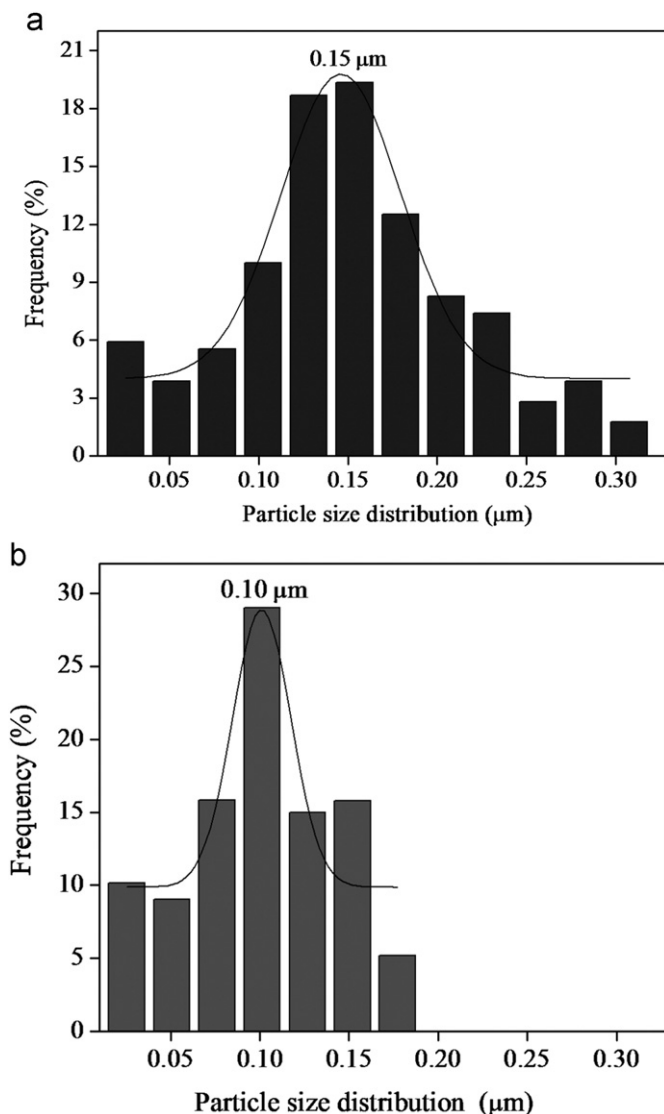 a
0.15 μm
21
18
15
12
9
6
3
0
Frequency (%)
0.05 0.10 0.15 0.20 0.25 0.30
Particle size distribution (μm)
b
0.10 μm
30
25
20
15
10
5
0
Frequency (%)
0.05 0.10 0.15 0.20 0.25 0.30
Particle size distribution (μm)